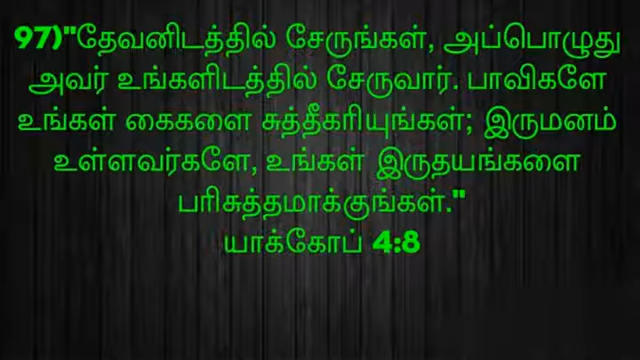 97)"தேவனிடத்தில் சேருங்கள், அப்பொழுது
அவர் உங்களிடத்தில் சேருவார். பாவிகளே
உங்கள் கைகளை சுத்தீகரியுங்கள்; இருமனம்
உள்ளவர்களே, உங்கள் இருதயங்களை
பரிசுத்தமாக்குங்கள்."
யாக்கோப் 4:8